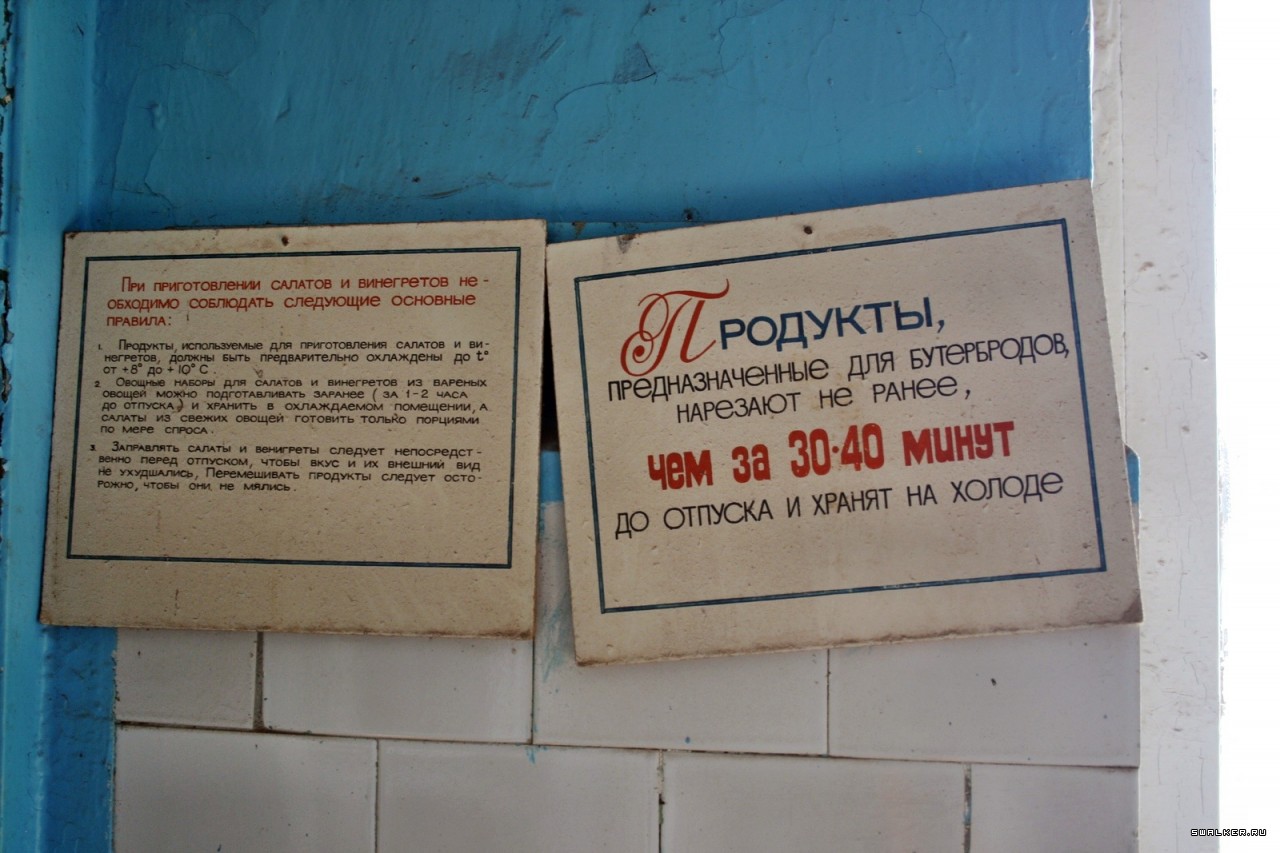 При приготовлении салатов и винегретов не-
обходимо соблюдать следующие основные
правила:
1. Продукты, используемые для приготовления салатов и ви-
негретов, должны быть предварительно охлаждены до t°
от +8° до +10° С.
2. Овощные наборы для салатов и винегретов из вареных
овощей можно подготавливать заранее (за 1-2 часа
до отпуска) и хранить в охлаждаемом помещении, а
салаты из свежих овощей готовить только порциями
по мере спроса.
3. Заправлять салаты и венигреты следует непосредст-
венно перед отпуском, чтобы вкус и их внешний вид
не ухудшались, Перемешивать продукты следует осто-
рожно, чтобы они не мялись.
Продукты,
предназначенные для бутербродов,
нарезают не ранее,
чем за 30-40 минут
до отпуска и хранят на холоде
SWALKER.RU